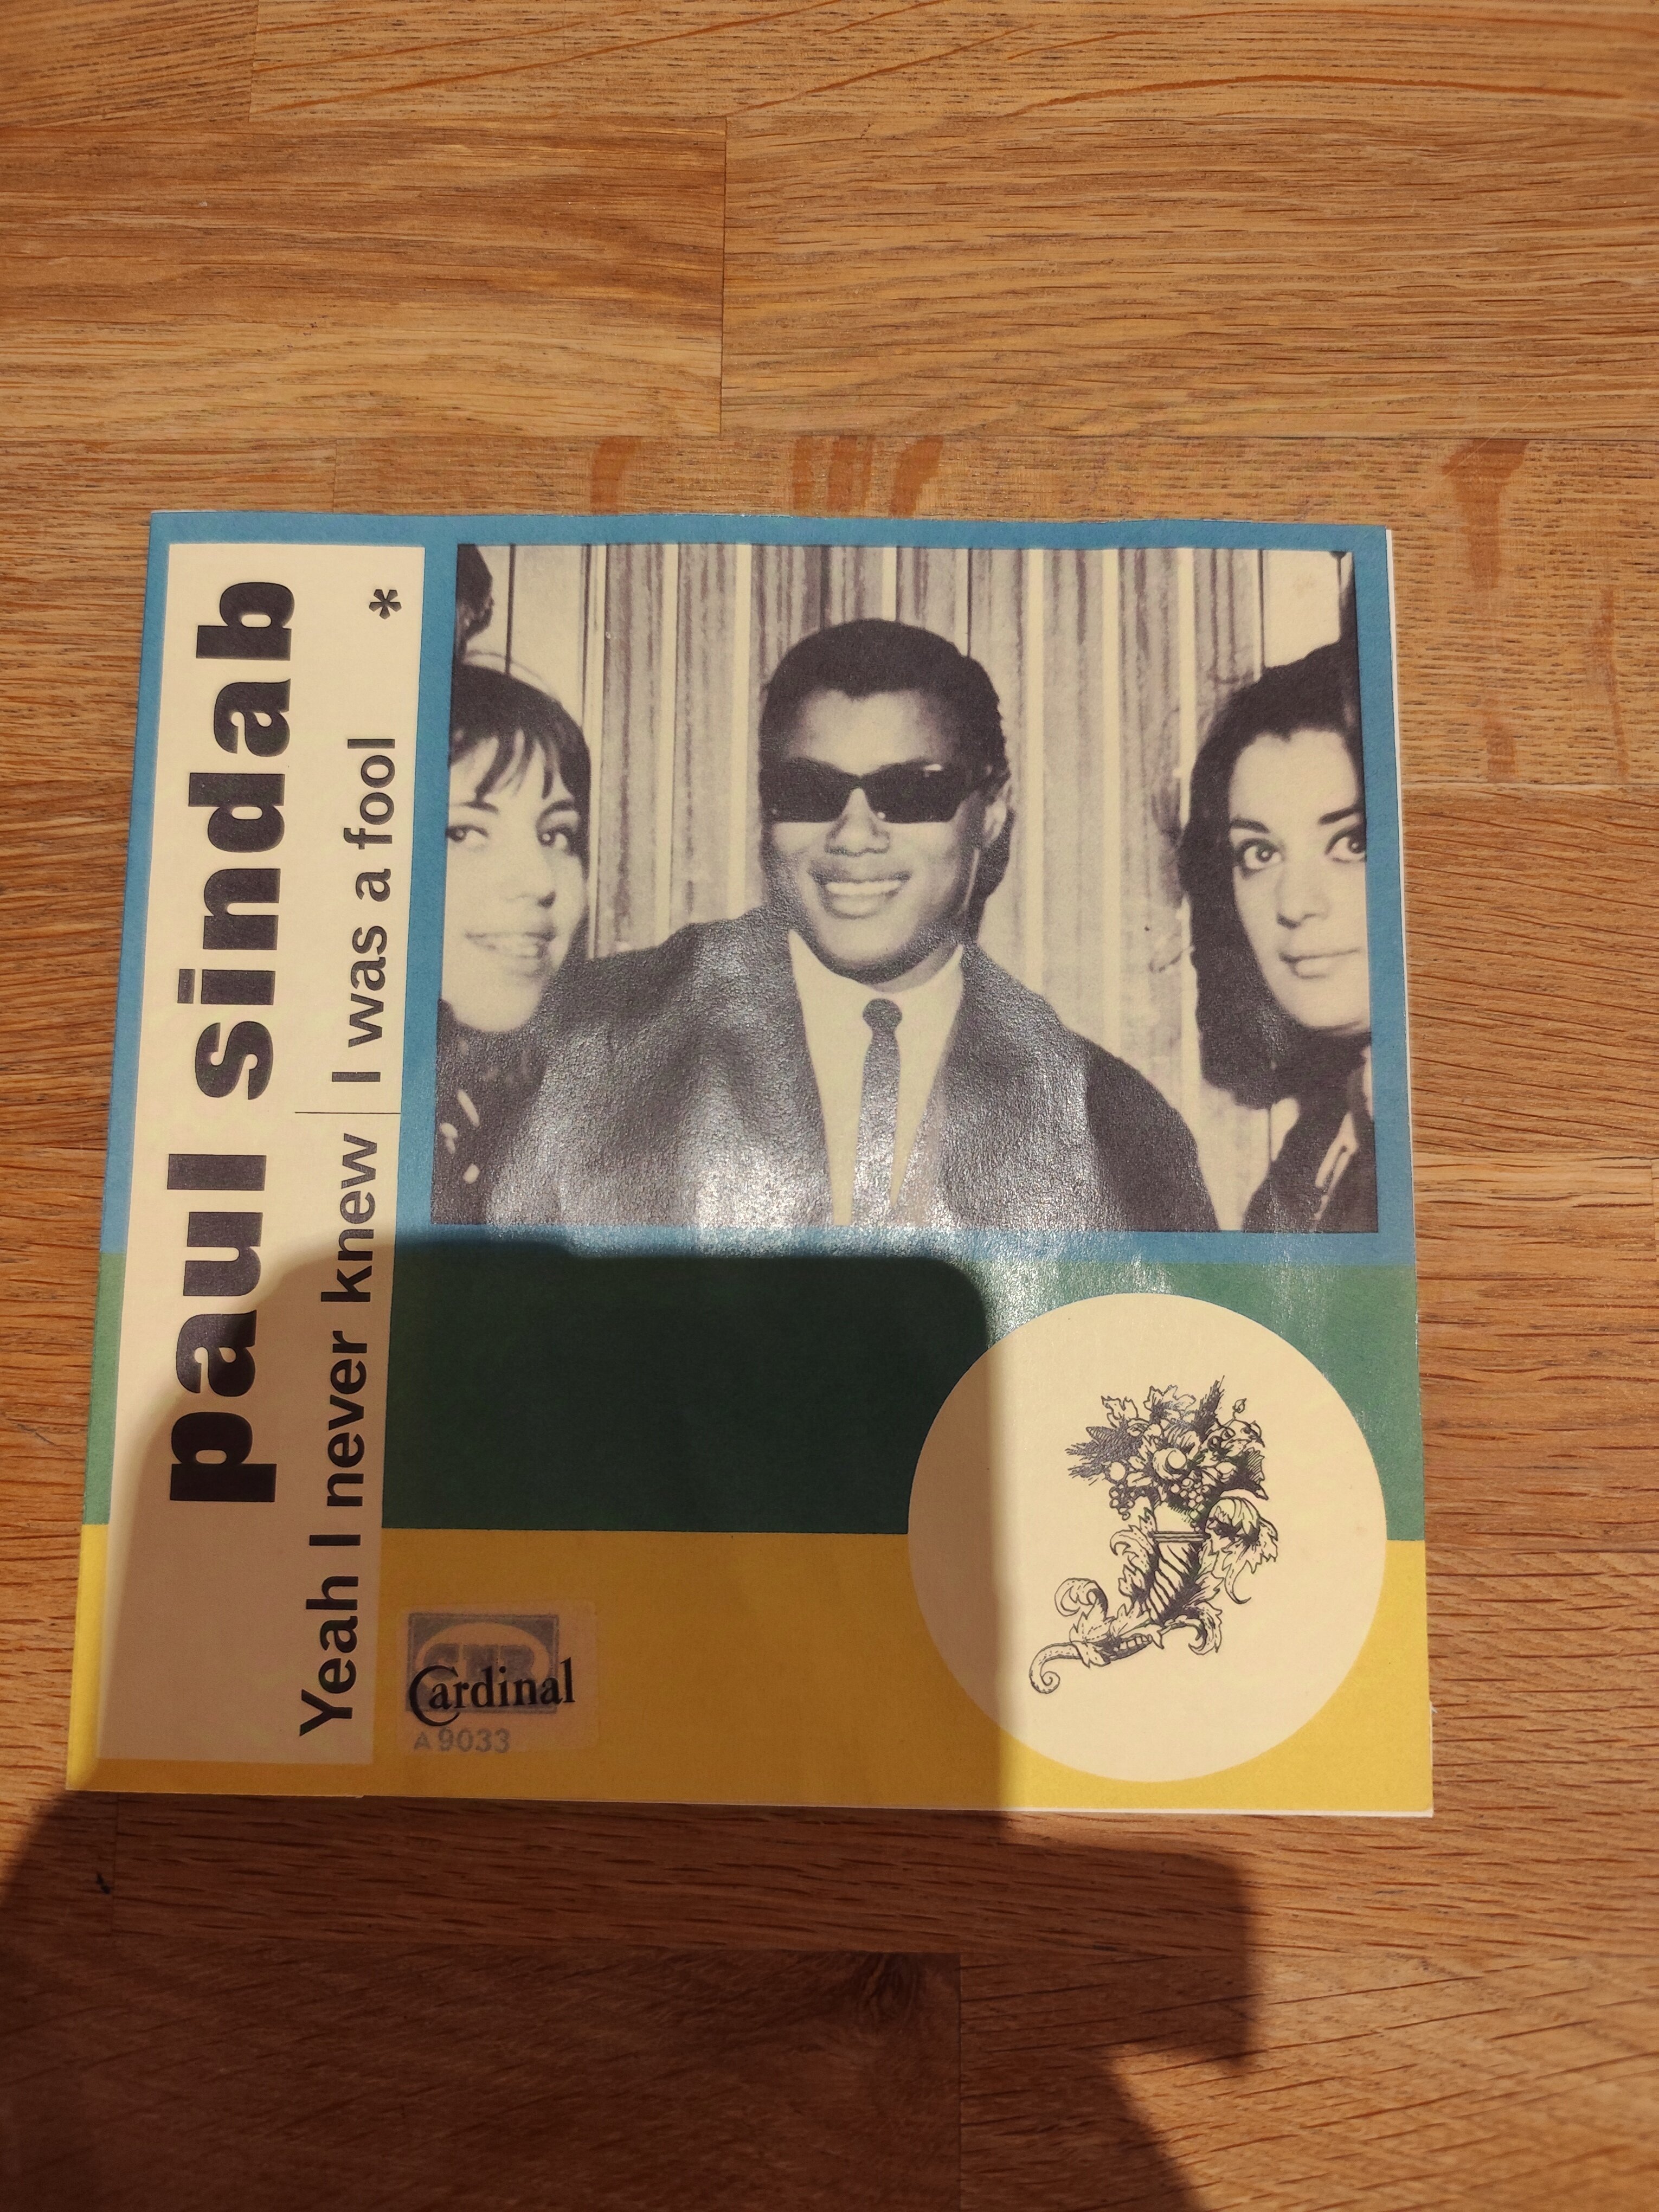 paul sindab
Yeah I never knew | I was a fool *
Cardinal
A 9033